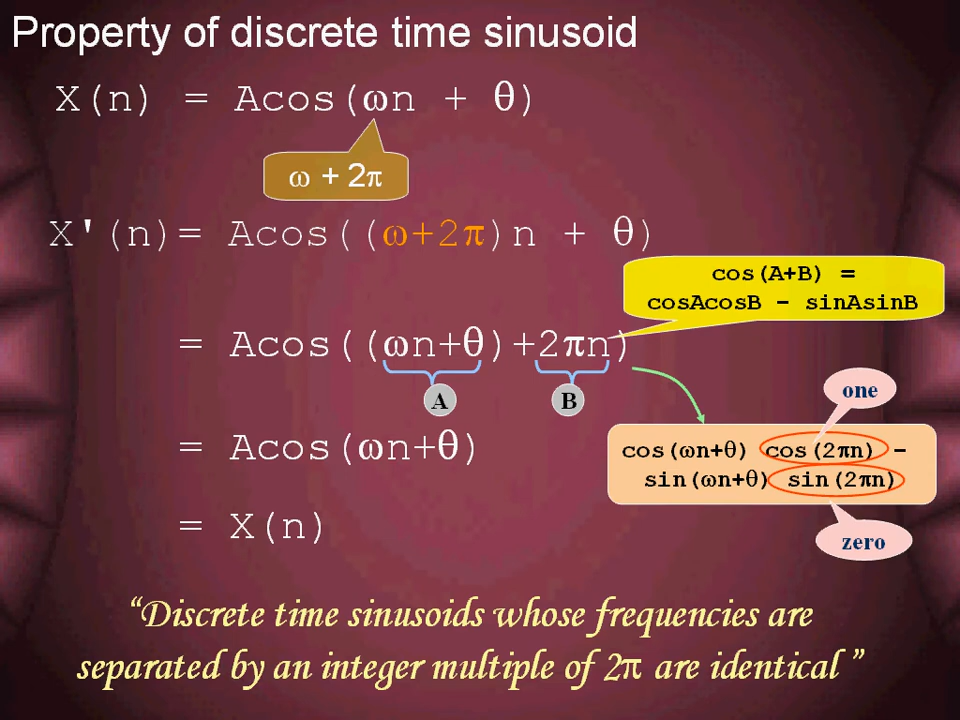 Property of discrete time sinusoid
X(n) = Acos(ωn + θ)
ω + 2π
X'(n)= Acos((ω+2π)n + θ)
cos(A+B) =
cosAcosB - sinAsinB
= Acos((ωn+θ)+2πn)
A B
one
= Acos(ωn+θ)
cos(ωn+θ) cos(2πn) -
sin(ωn+θ) sin(2πn)
= X(n)
zero
“Discrete time sinusoids whose frequencies are
separated by an integer multiple of 2π are identical ”